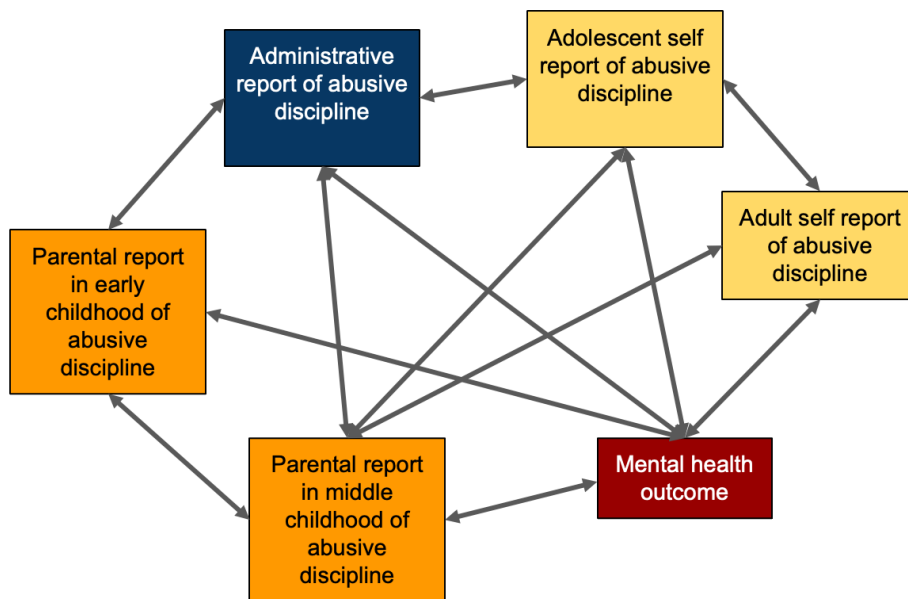 Administrative
report of abusive
discipline
Adolescent self
report of abusive
discipline
Adult self report
of abusive
discipline
Parental report
in early
childhood of
abusive
discipline
Parental report
in middle
childhood of
abusive
discipline
Mental health
outcome